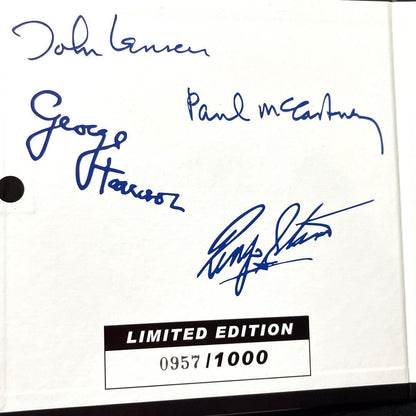 John Lennon
Paul McCartney
George
Harrison
Ringo Starr
LIMITED EDITION
0957/1000